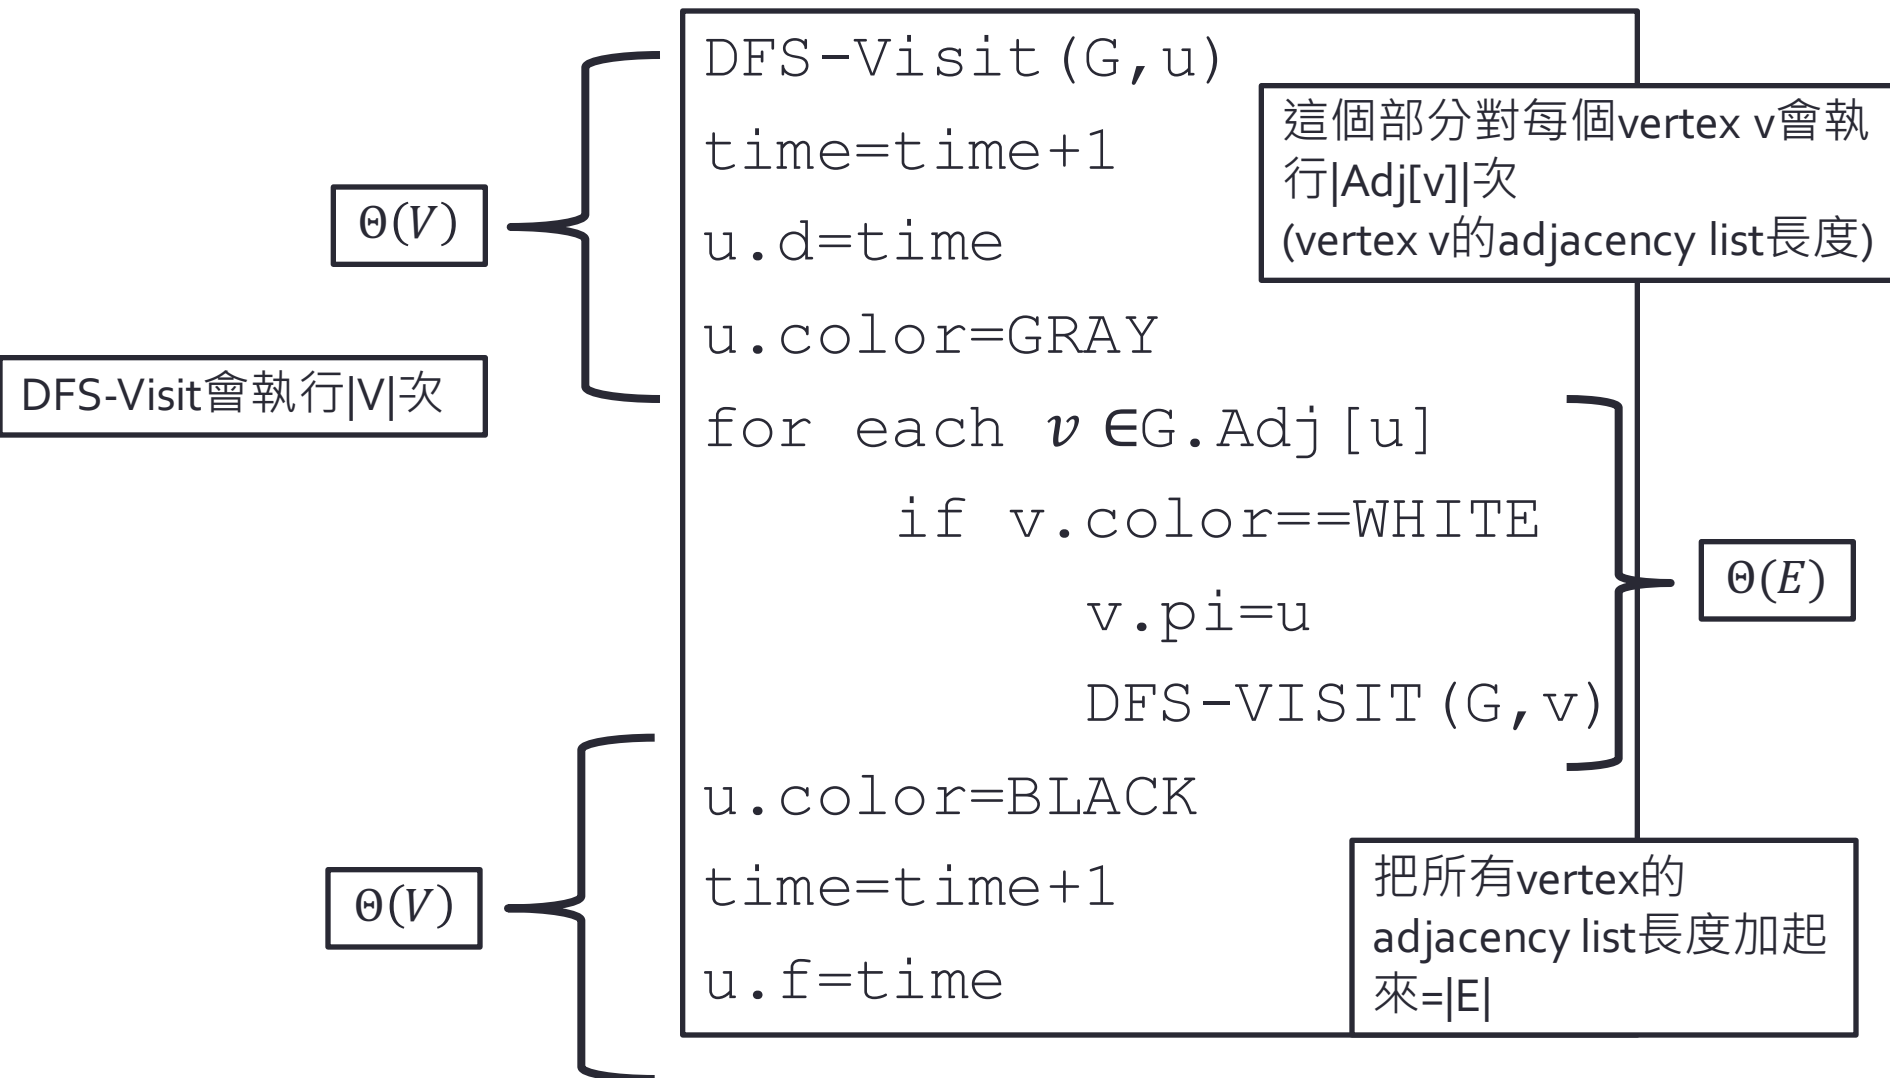 DFS-Visit(G,u)
time=time+1
u.d=time
u.color=GRAY
for each v ∈G.Adj[u]
if v.color==WHITE
v.pi=u
DFS-VISIT(G,v)
u.color=BLACK
time=time+1
u.f=time
Θ(V)
DFS-Visit會執行|V|次
Θ(V)
這個部分對每個vertex v會執
行|Adj[v]|次
(vertex v的adjacency list長度)
Θ(E)
把所有vertex的
adjacency list長度加起
來=|E|